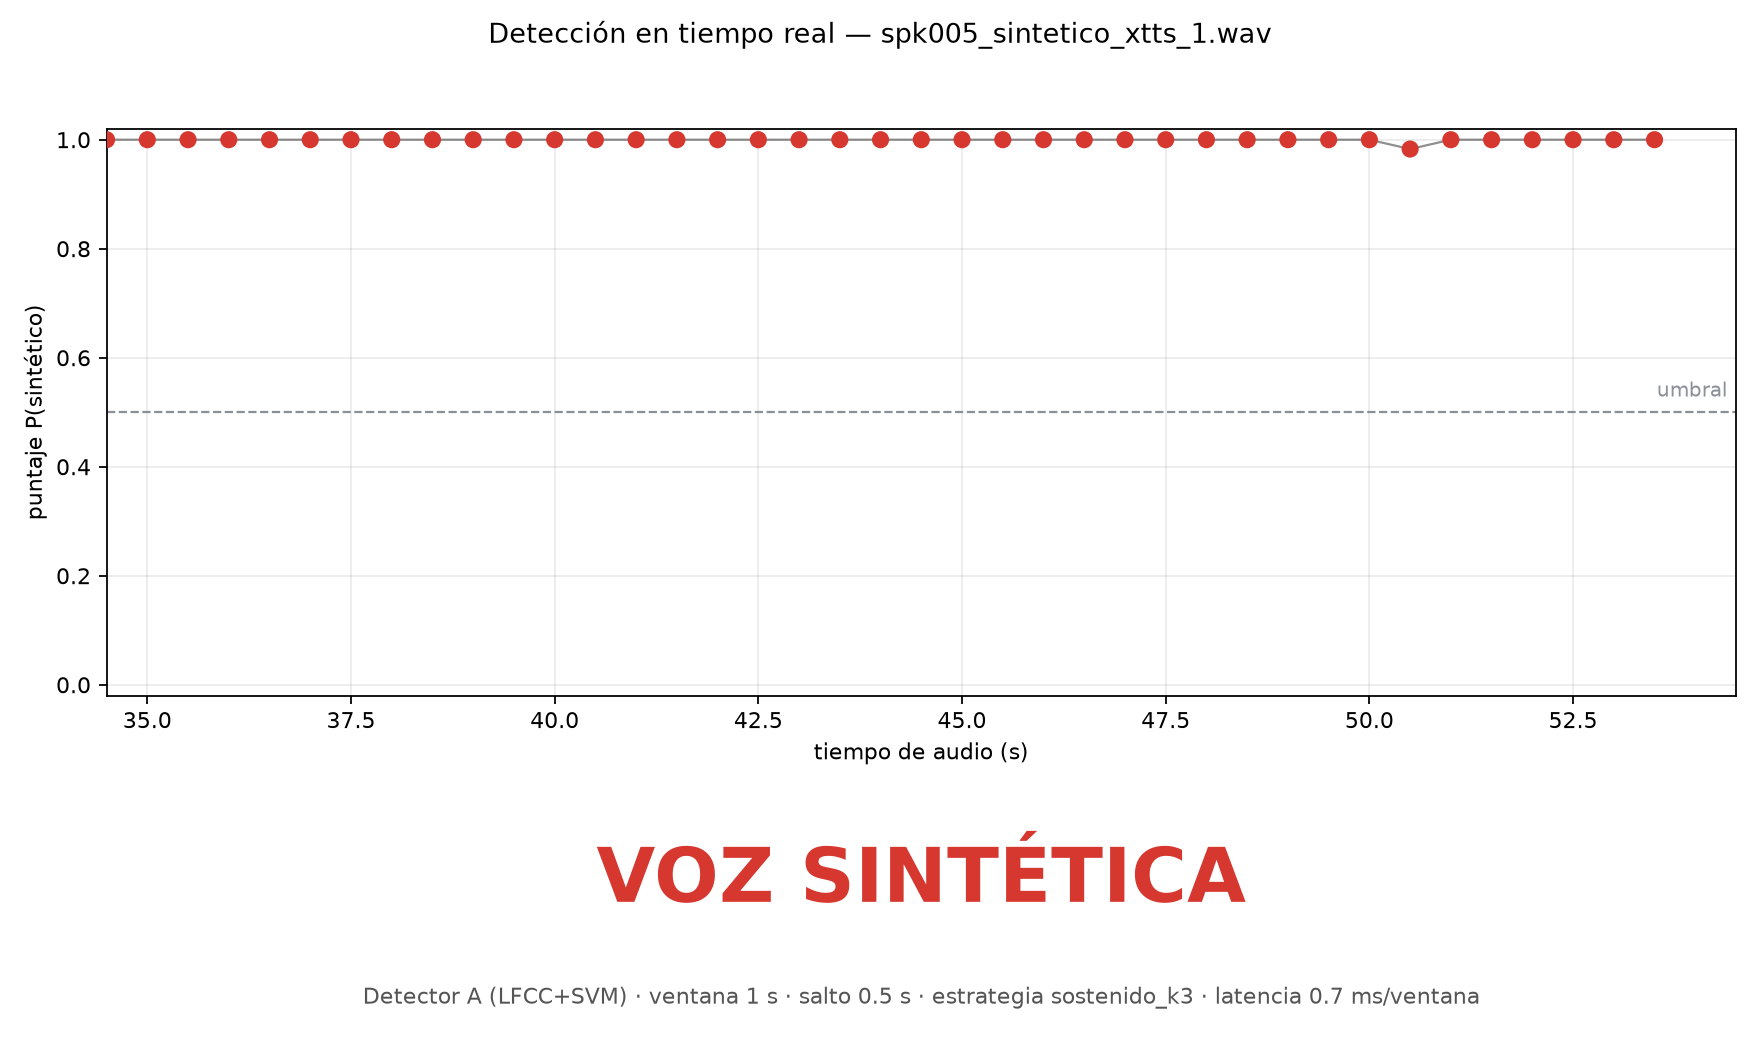 Detección en tiempo real — spk005_sintetico_xtts_1.wav
1.0
0.8
0.6
umbral
0.4
0.2
0.0
puntaje P(sintético)
35.0 37.5 40.0 42.5 45.0 47.5 50.0 52.5
tiempo de audio (s)
VOZ SINTÉTICA
Detector A (LFCC+SVM) · ventana 1 s · salto 0.5 s · estrategia sostenido_k3 · latencia 0.7 ms/ventana